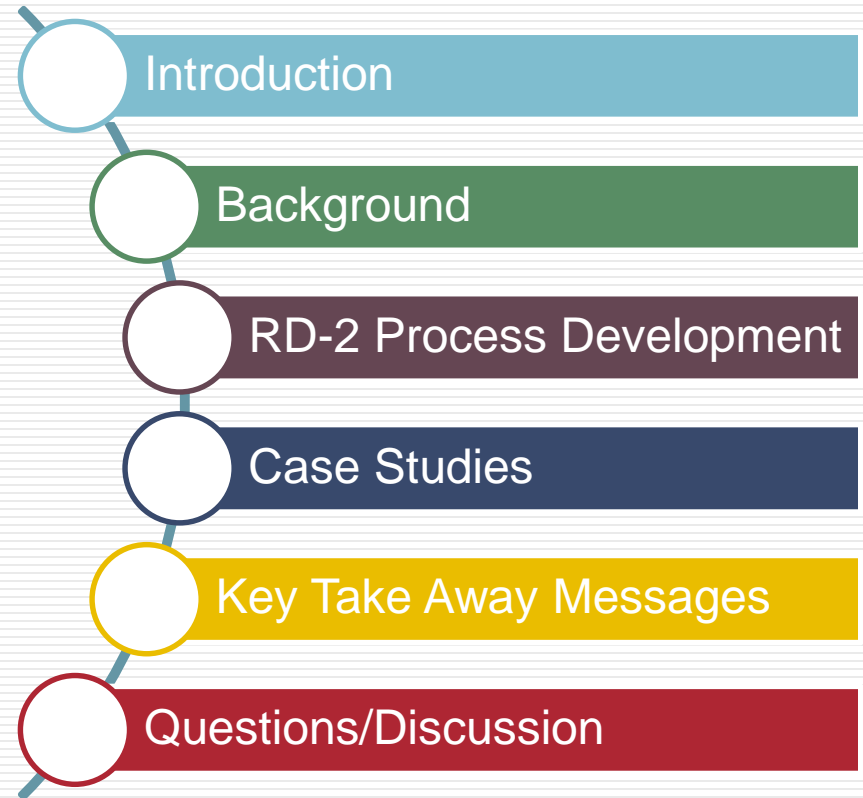 Introduction
Background
RD-2 Process Development
Case Studies
Key Take Away Messages
Questions/Discussion